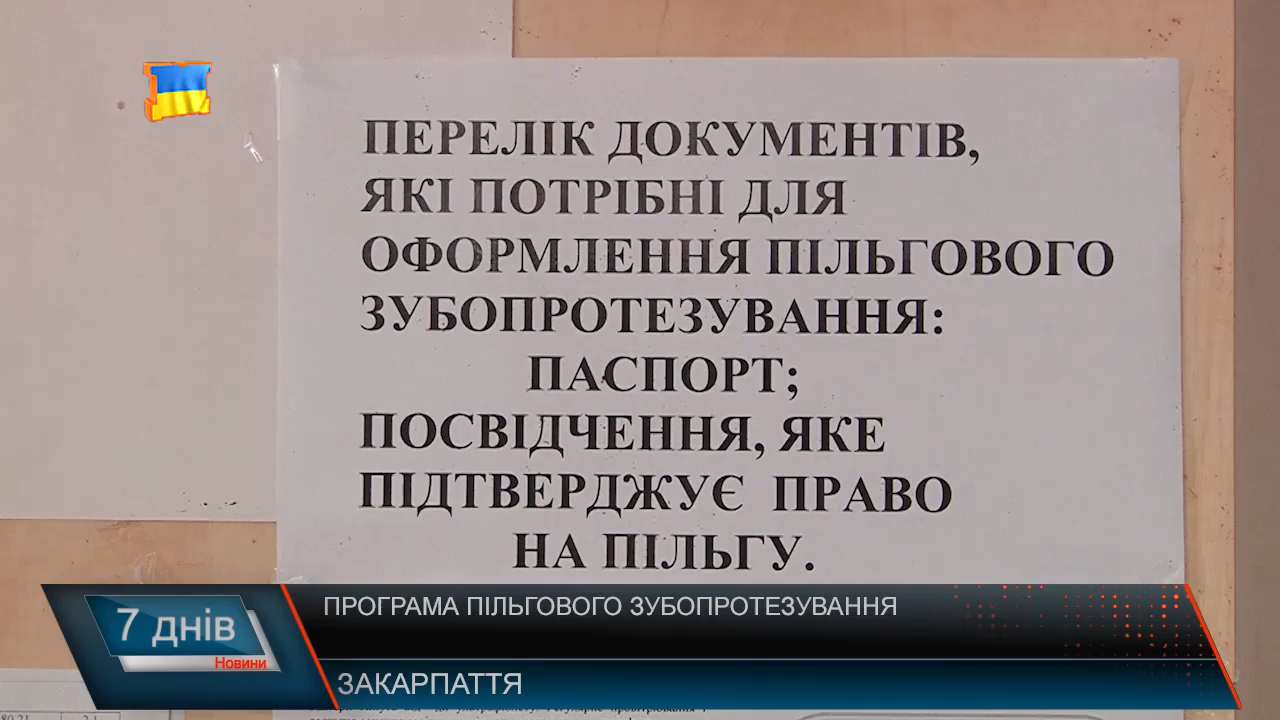 ПЕРЕЛІК ДОКУМЕНТІВ,
ЯКІ ПОТРІБНІ ДЛЯ
ОФОРМЛЕННЯ ПІЛЬГОВОГО
ЗУБОПРОТЕЗУВАННЯ:
ПАСПОРТ;
ПОСВІДЧЕННЯ, ЯКЕ
ПІДТВЕРДЖУЄ ПРАВО
НА ПІЛЬГУ.
7 днів
Новини
ПРОГРАМА ПІЛЬГОВОГО ЗУБОПРОТЕЗУВАННЯ
ЗАКАРПАТТЯ